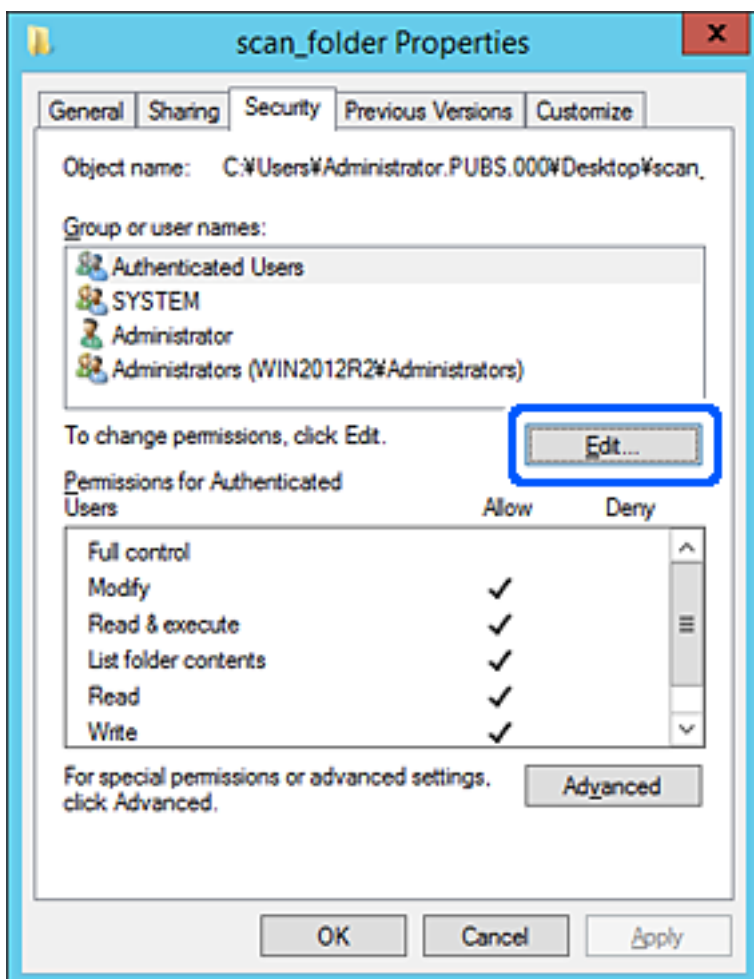 scan_folder Properties
x
General Sharing Security Previous Versions Customize
Object name: C:¥Users¥Administrator.PUBS.000¥Desktop¥scan_
Group or user names:
Authenticated Users
SYSTEM
Administrator
Administrators (WIN2012R2¥Administrators)
To change permissions, click Edit.
Edit...
Permissions for Authenticated
Users Allow Deny
Full control
Modify
Read & execute
List folder contents
Read
Write
For special permissions or advanced settings,
click Advanced.
Advanced
OK Cancel Apply